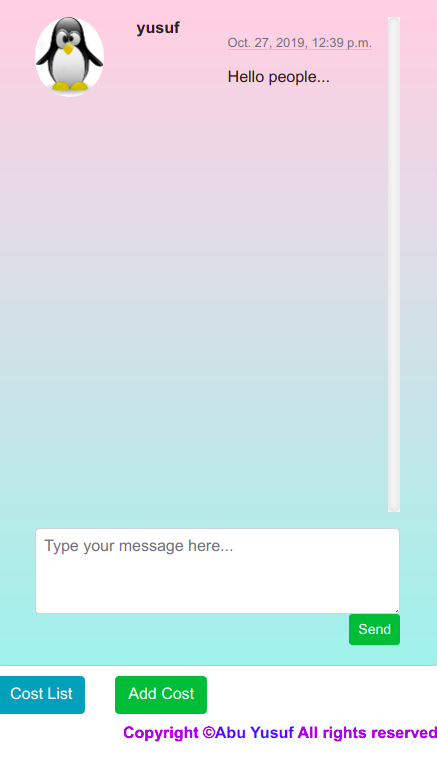 yusuf
Oct. 27, 2019, 12:39 p.m.
Hello people...
Type your message here...
Send
Cost List
Add Cost
Copyright ©Abu Yusuf All rights reserved